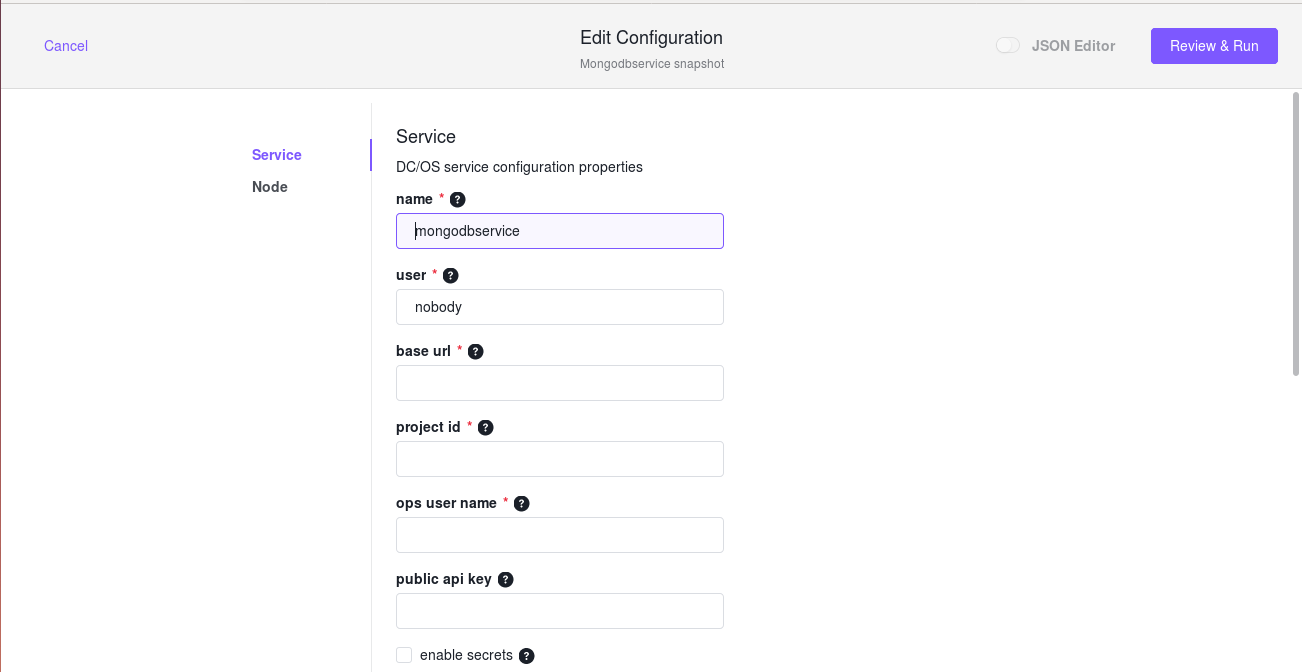 Cancel
Edit Configuration
Mongodbservice snapshot
JSON Editor
Review & Run
Service
Node
Service
DC/OS service configuration properties
name * ?
mongodbservice
user * ?
nobody
base url * ?
project id * ?
ops user name * ?
public api key ?
enable secrets ?